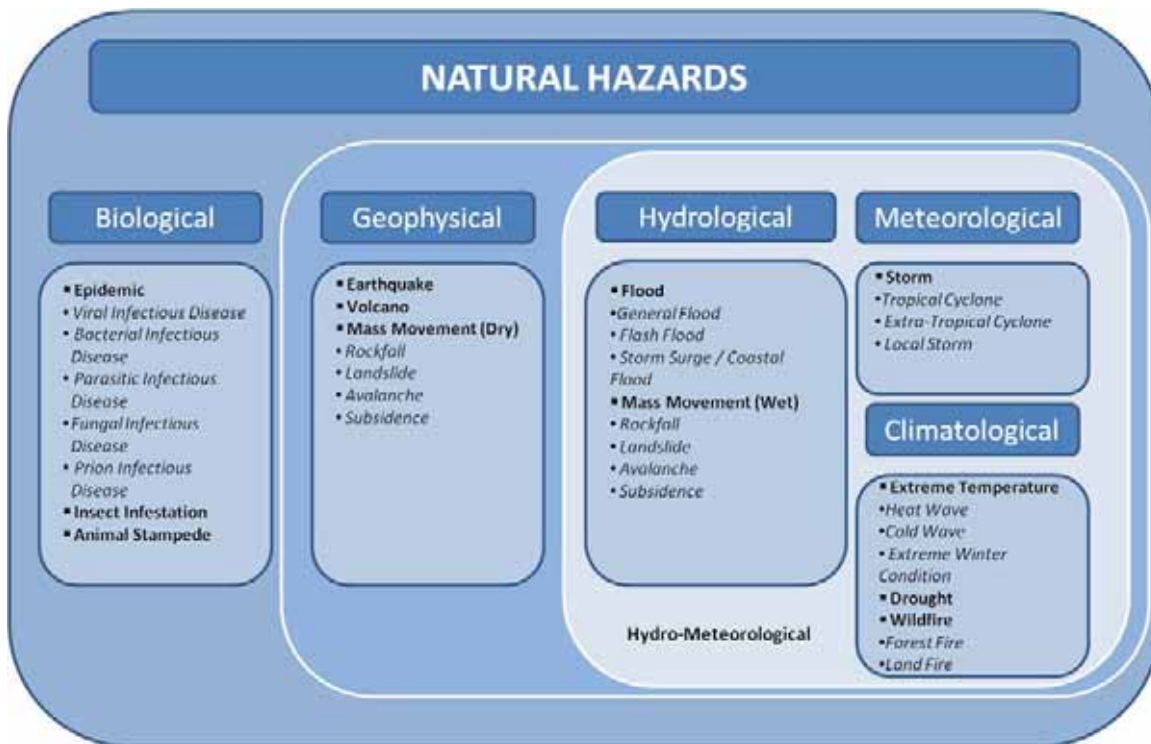 NATURAL HAZARDS
Biological
▪ Epidemic
• Viral Infectious Disease
• Bacterial Infectious
Disease
• Parasitic Infectious
Disease
• Fungal Infectious
Disease
• Prion Infectious
Disease
▪ Insect Infestation
▪ Animal Stampede
Geophysical
▪ Earthquake
▪ Volcano
▪ Mass Movement (Dry)
• Rockfall
• Landslide
• Avalanche
• Subsidence
Hydrological
▪ Flood
• General Flood
• Flash Flood
• Storm Surge / Coastal
Flood
▪ Mass Movement (Wet)
• Rockfall
• Landslide
• Avalanche
• Subsidence
Meteorological
▪ Storm
• Tropical Cyclone
• Extra-Tropical Cyclone
• Local Storm
Climatological
▪ Extreme Temperature
• Heat Wave
• Cold Wave
• Extreme Winter
Condition
▪ Drought
▪ Wildfire
• Forest Fire
• Land Fire
Hydro-Meteorological